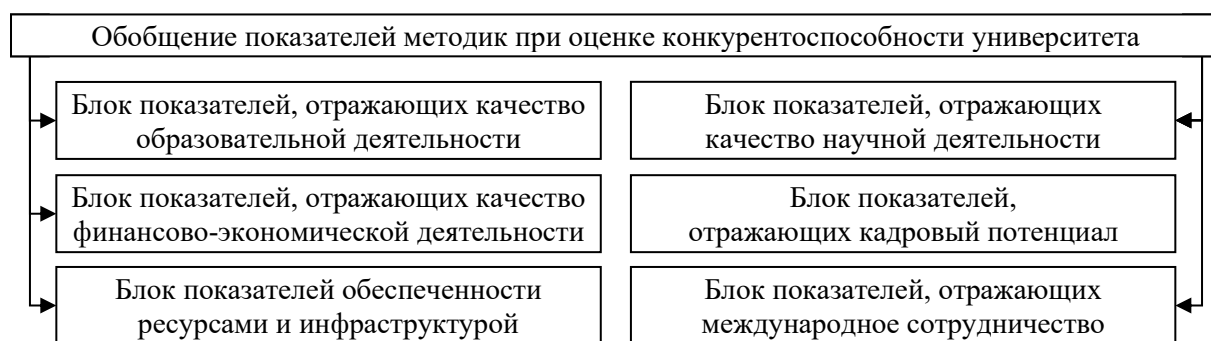 Обобщение показателей методик при оценке конкурентоспособности университета
Блок показателей, отражающих качество
образовательной деятельности
Блок показателей, отражающих
качество научной деятельности
Блок показателей, отражающих качество
финансово-экономической деятельности
Блок показателей,
отражающих кадровый потенциал
Блок показателей обеспеченности
ресурсами и инфраструктурой
Блок показателей, отражающих
международное сотрудничество